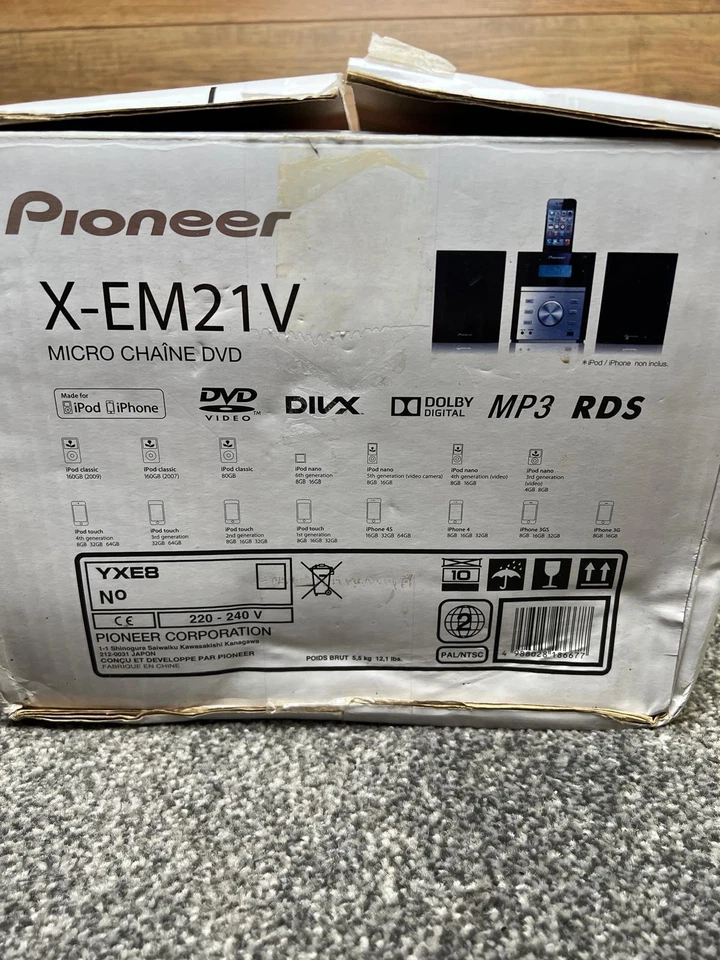 Pioneer
X-EM21V
MICRO CHAÎNE DVD
Pioneer
Pioneer
*iPod / iPhone non inclus.
Made for
iPod iPhone
DVD
VIDEO
TM
DIVX
DOLBY
DIGITAL
MP3
RDS
iPod classic
160GB (2009)
iPod classic
160GB (2007)
iPod classic
80GB
iPod nano
6th generation
8GB 16GB
iPod nano
5th generation (video camera)
8GB 16GB
iPod nano
4th generation (video)
8GB 16GB
iPod nano
3rd generation
(video)
4GB 8GB
iPod touch
4th generation
8GB 32GB 64GB
iPod touch
3rd generation
32GB 64GB
iPod touch
2nd generation
8GB 16GB 32GB
iPod touch
1st generation
8GB 16GB 32GB
iPhone 4S
16GB 32GB 64GB
iPhone 4
8GB 16GB 32GB
iPhone 3GS
8GB 16GB 32GB
iPhone 3G
8GB 16GB
YXE8
Nº
CE
220 - 240 V
PIONEER CORPORATION
1-1 Shinogura Saiwaiku Kawasakishi Kanagawa
212-0031 JAPON
CONÇU ET DEVELOPPE PAR PIONEER
FABRIQUE EN CHINE
POIDS BRUT 5,5 kg 12,1 lbs.
10
2
PAL/NTSC
4 988028 186677